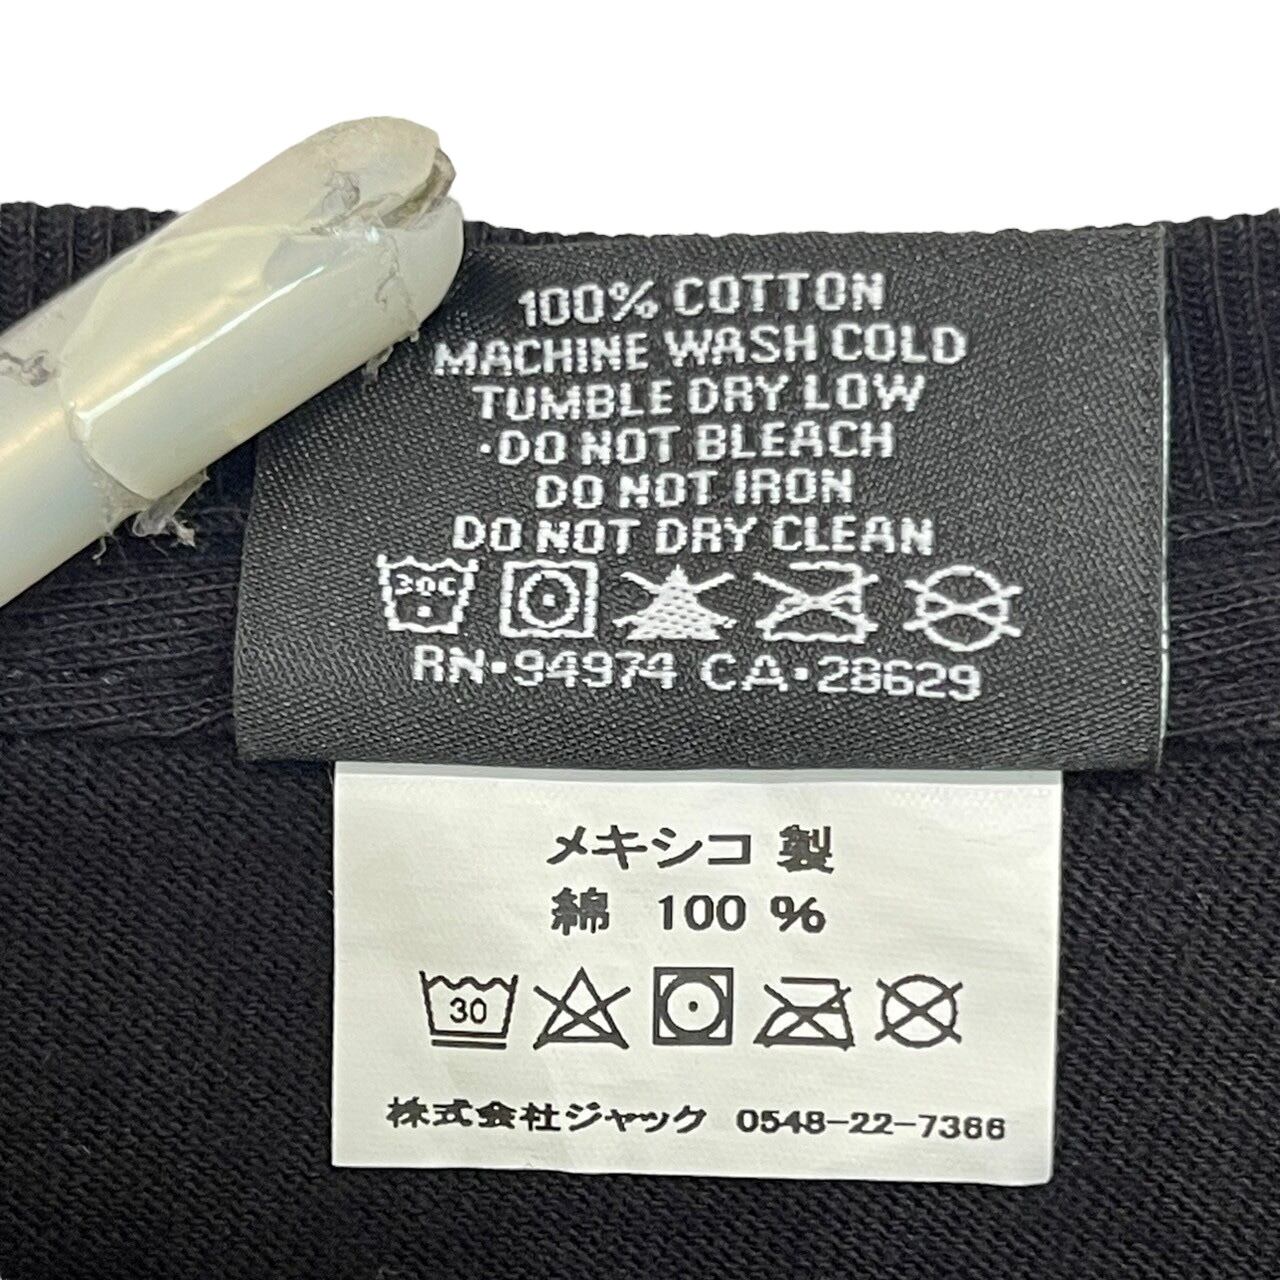 100% COTTON
MACHINE WASH COLD
TUMBLE DRY LOW
·DO NOT BLEACH
DO NOT IRON
DO NOT DRY CLEAN
30C
RN·94974 CA·28629
メキシコ 製
綿 100 %
30
株式会社ジャック 0548-22-7366